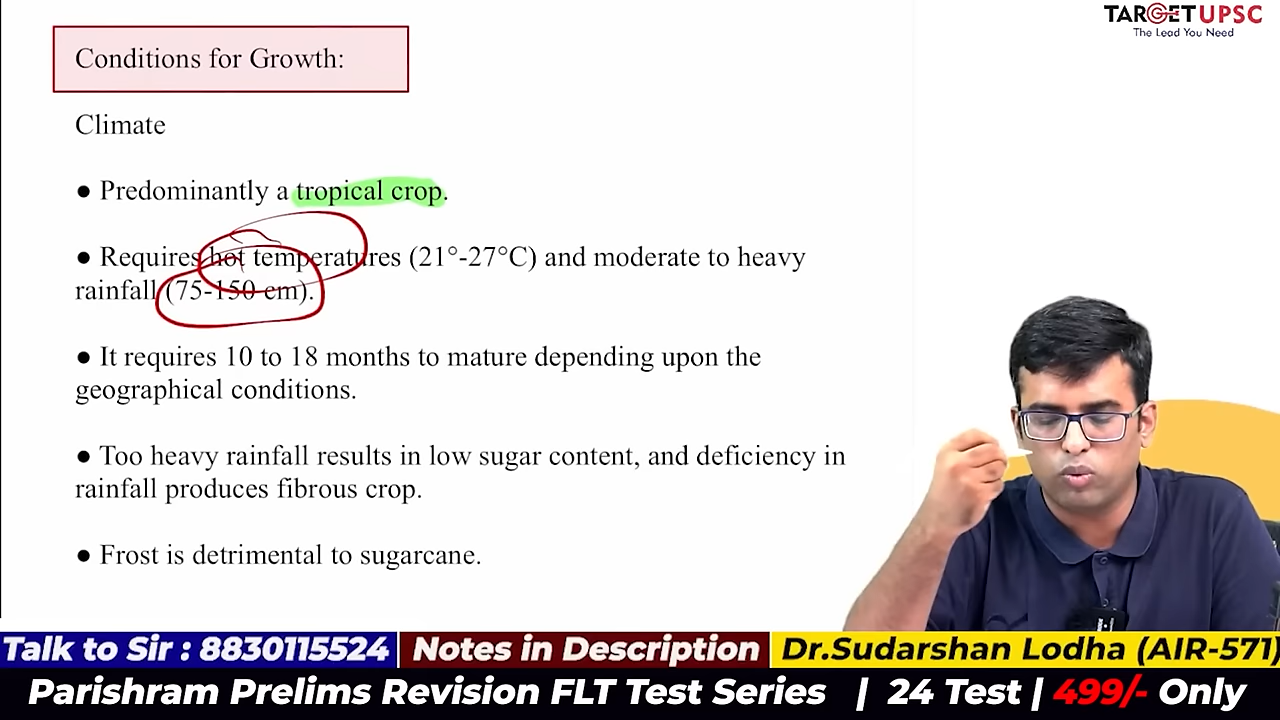 TARGETUPSC
The Lead You Need
Conditions for Growth:
Climate
● Predominantly a tropical crop.
● Requires hot temperatures (21°-27°C) and moderate to heavy
rainfall (75-150 cm).
● It requires 10 to 18 months to mature depending upon the
geographical conditions.
● Too heavy rainfall results in low sugar content, and deficiency in
rainfall produces fibrous crop.
● Frost is detrimental to sugarcane.
Talk to Sir : 8830115524
Notes in Description
Dr.Sudarshan Lodha (AIR-571)
Parishram Prelims Revision FLT Test Series | 24 Test | 499/- Only